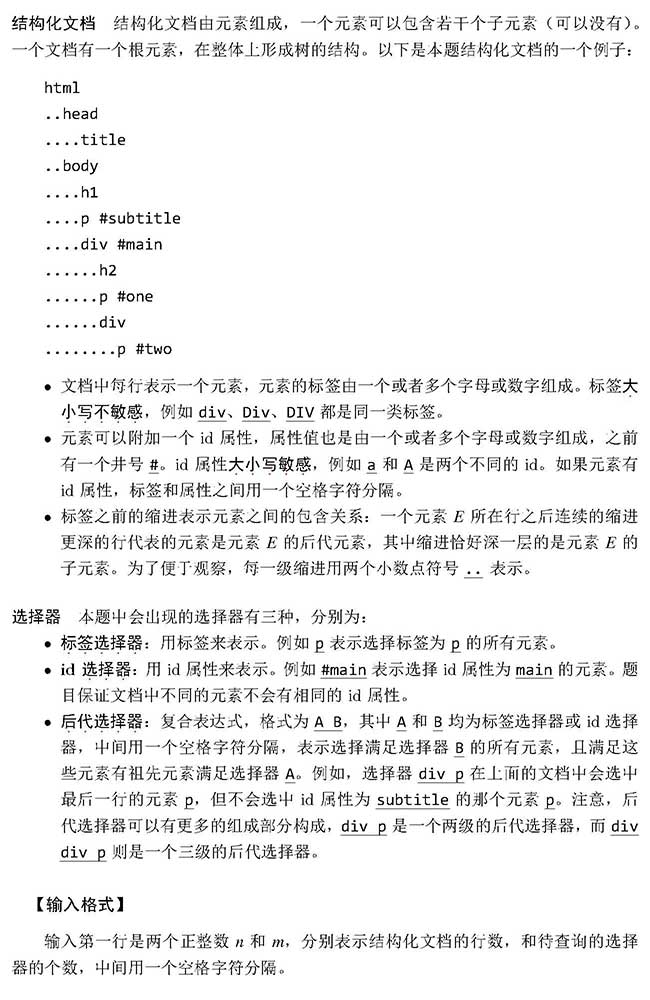 结构化文档 结构化文档由元素组成，一个元素可以包含若干个子元素（可以没有）。
一个文档有一个根元素，在整体上形成树的结构。以下是本题结构化文档的一个例子：
html
..head
....title
..body
....h1
....p #subtitle
....div #main
......h2
......p #one
......div
........p #two
• 文档中每行表示一个元素，元素的标签由一个或者多个字母或数字组成。标签大
小写不敏感，例如 div、Div、DIV 都是同一类标签。
• 元素可以附加一个 id 属性，属性值也是由一个或者多个字母或数字组成，之前
有一个井号 #。id 属性大小写敏感，例如 a 和 A 是两个不同的 id。如果元素有
id 属性，标签和属性之间用一个空格字符分隔。
• 标签之前的缩进表示元素之间的包含关系：一个元素 E 所在行之后连续的缩进
更深的行代表的元素是元素 E 的后代元素，其中缩进恰好深一层的是元素 E 的
子元素。为了便于观察，每一级缩进用两个小数点符号 .. 表示。
选择器 本题中会出现的选择器有三种，分别为：
• 标签选择器：用标签来表示。例如 p 表示选择标签为 p 的所有元素。
• id 选择器：用 id 属性来表示。例如 #main 表示选择 id 属性为 main 的元素。题
目保证文档中不同的元素不会有相同的 id 属性。
• 后代选择器：复合表达式，格式为 A B，其中 A 和 B 均为标签选择器或 id 选择
器，中间用一个空格字符分隔，表示选择满足选择器 B 的所有元素，且满足这
些元素有祖先元素满足选择器 A。例如，选择器 div p 在上面的文档中会选中
最后一行的元素 p，但不会选中 id 属性为 subtitle 的那个元素 p。注意，后
代选择器可以有更多的组成部分构成，div p 是一个两级的后代选择器，而 div
div p 则是一个三级的后代选择器。
【输入格式】
输入第一行是两个正整数 n 和 m，分别表示结构化文档的行数，和待查询的选择
器的个数，中间用一个空格字符分隔。